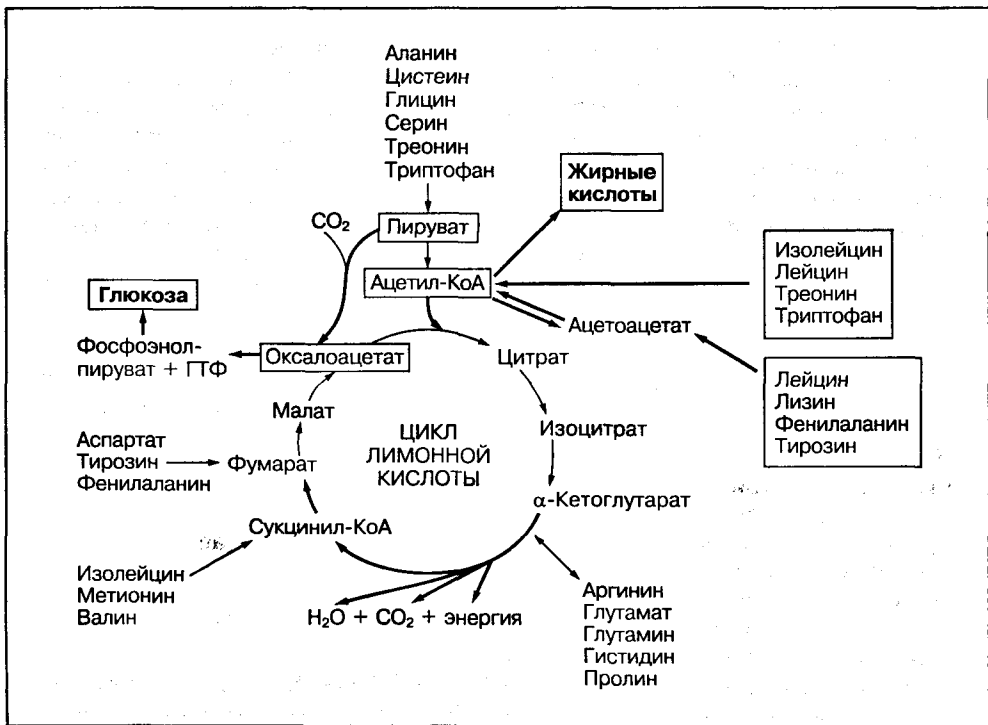 Аланин
Цистеин
Глицин
Серин
Треонин
Триптофан
Жирные
кислоты
CO₂
Пируват
Изолейцин
Лейцин
Треонин
Триптофан
Ацетил-КоА
Глюкоза
Ацетоацетат
Фосфоэнол-
пируват + ГТФ
Оксалоацетат
Цитрат
Лейцин
Лизин
Фенилаланин
Тирозин
Малат
ЦИКЛ
ЛИМОННОЙ
КИСЛОТЫ
Изоцитрат
Аспартат
Тирозин
Фенилаланин
Фумарат
α-Кетоглутарат
Сукцинил-КоА
Изолейцин
Метионин
Валин
H₂O + CO₂ + энергия
Аргинин
Глутамат
Глутамин
Гистидин
Пролин